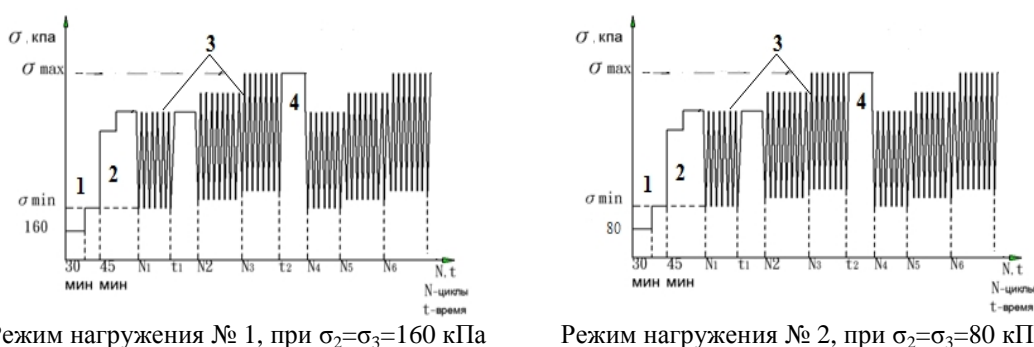 σ , кпа
3
σ max
4
1
2
σ min
160
30 45 N1 t1 N2 N3 t2 N4 N5 N6 N, t
мин мин
N-циклы
t-время
Режим нагружения № 1, при σ2=σ3=160 кПа
σ , кпа
3
σ max
4
1
2
σ min
80
30 45 N1 t1 N2 N3 t2 N4 N5 N6 N, t
мин мин
N-циклы
t-время
Режим нагружения № 2, при σ2=σ3=80 кП